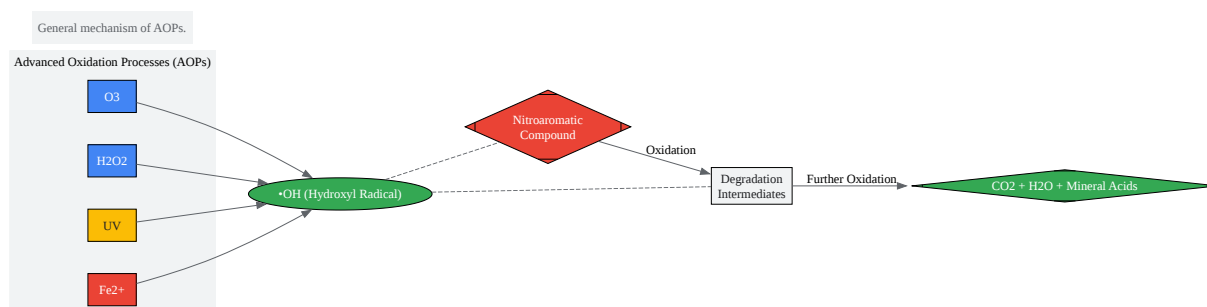 General mechanism of AOPs.
Advanced Oxidation Processes (AOPs)
O3
H2O2
UV
Fe2+
•OH (Hydroxyl Radical)
Nitroaromatic
Compound
Oxidation
Degradation
Intermediates
Further Oxidation
CO2 + H2O + Mineral Acids